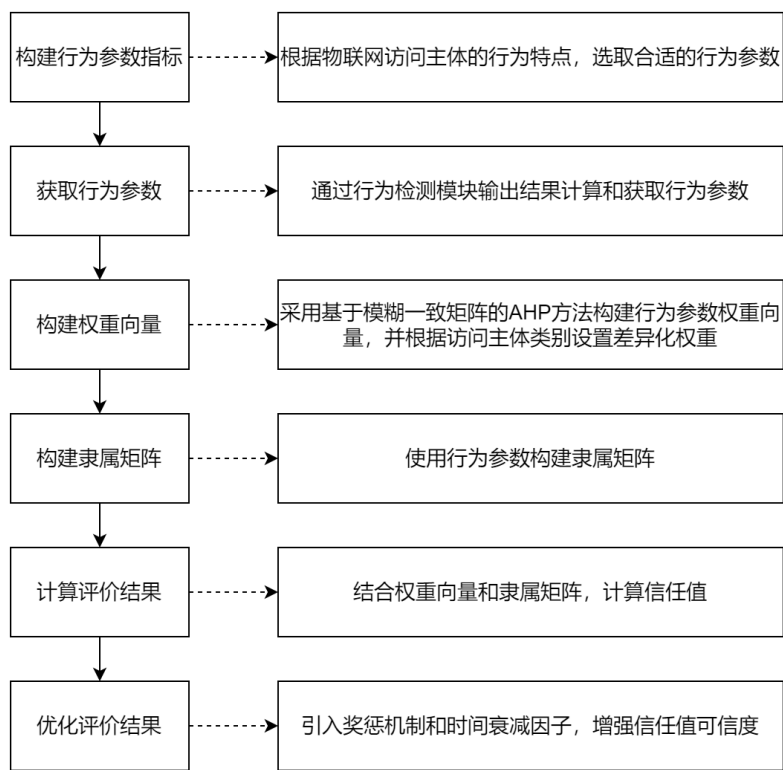 构建行为参数指标
根据物联网访问主体的行为特点，选取合适的行为参数
获取行为参数
通过行为检测模块输出结果计算和获取行为参数
构建权重向量
采用基于模糊一致矩阵的AHP方法构建行为参数权重向
量，并根据访问主体类别设置差异化权重
构建隶属矩阵
使用行为参数构建隶属矩阵
计算评价结果
结合权重向量和隶属矩阵，计算信任值
优化评价结果
引入奖惩机制和时间衰减因子，增强信任值可信度